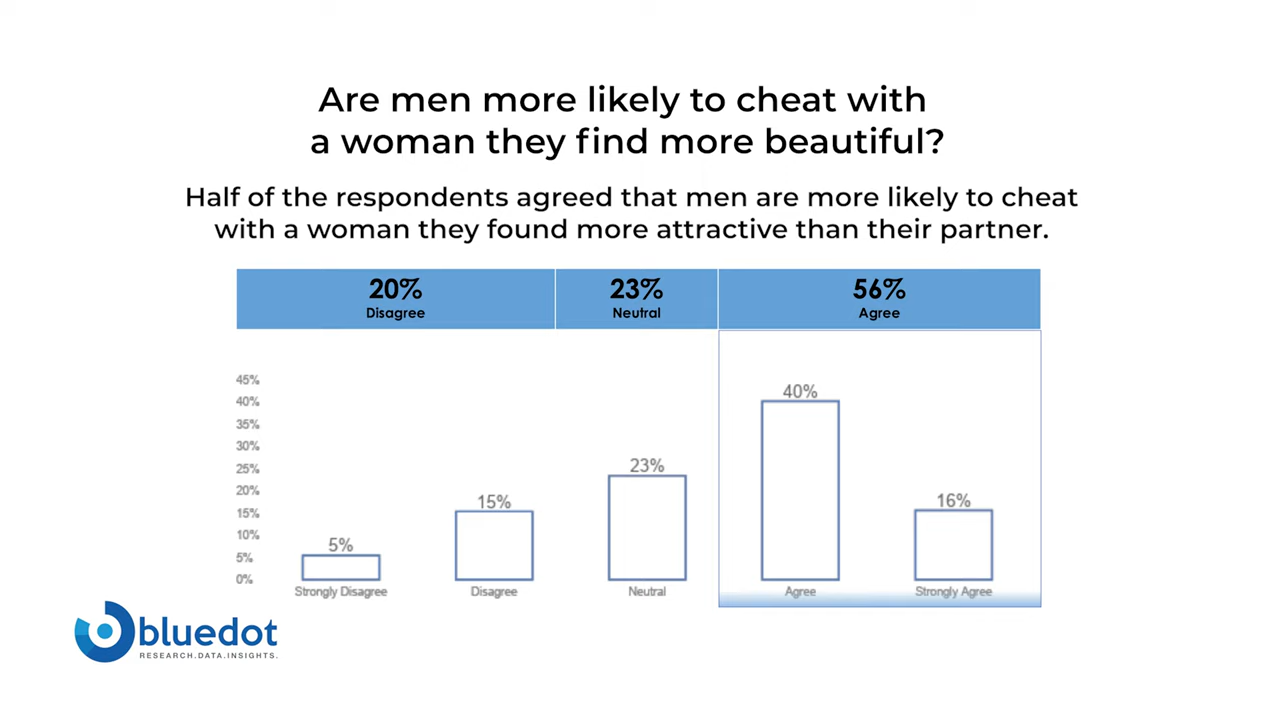 Are men more likely to cheat with
a woman they find more beautiful?
Half of the respondents agreed that men are more likely to cheat
with a woman they found more attractive than their partner.
20% 23% 56%
Disagree Neutral Agree
45%
40%
35%
30%
25%
20%
15%
10%
5%
0%
5%
15%
23%
40%
16%
Strongly Disagree Disagree Neutral Agree Strongly Agree
bluedot
RESEARCH.DATA.INSIGHTS.